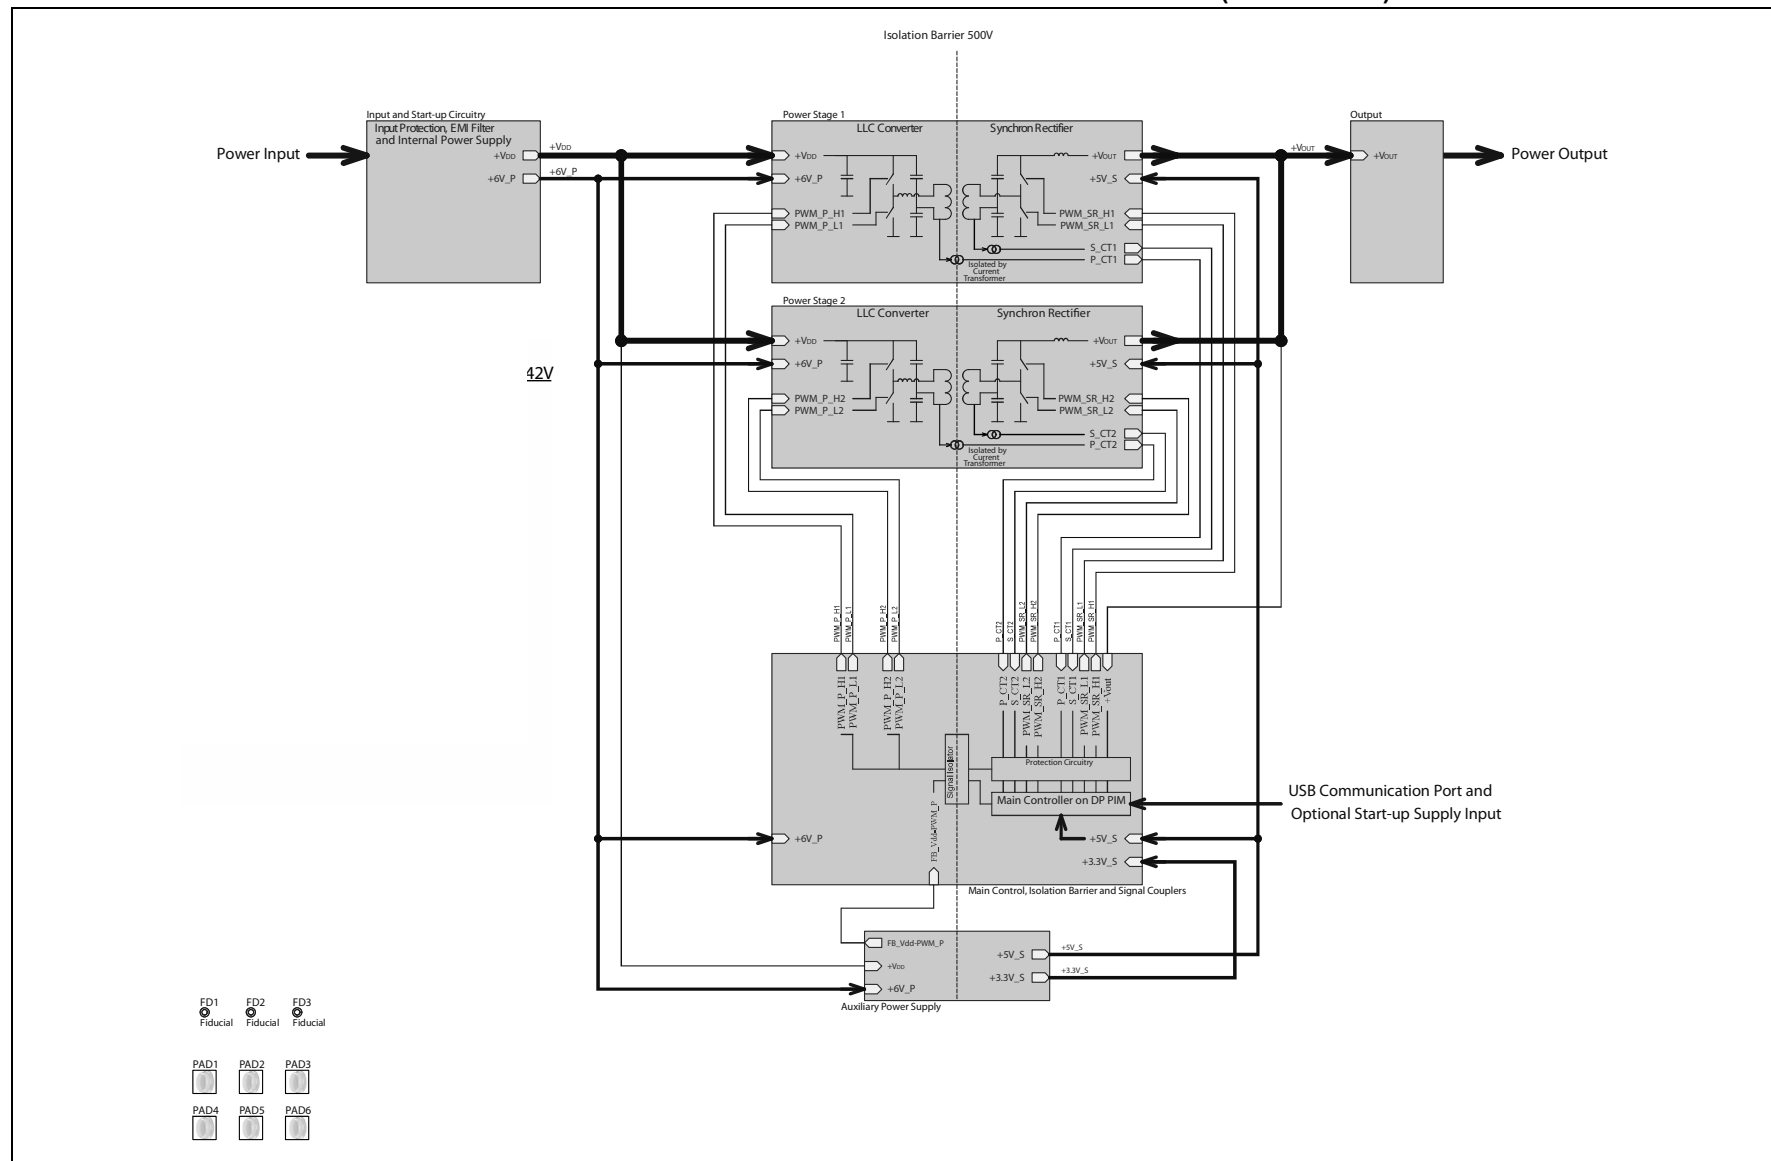 Isolation Barrier 500V
Input and Start-up Circuitry
Input Protection, EMI Filter
and Internal Power Supply
+VDD
+6V_P
+VDD
+6V_P
Power Input
Power Stage 1
LLC Converter
Synchron Rectifier
+VDD
+6V_P
PWM_P_H1
PWM_P_L1
+VOUT
+5V_S
PWM_SR_H1
PWM_SR_L1
S_CT1
P_CT1
Isolated by
Current
Transformer
+VOUT
Output
+VOUT
Power Output
Power Stage 2
LLC Converter
Synchron Rectifier
+VDD
+6V_P
PWM_P_H2
PWM_P_L2
+VOUT
+5V_S
PWM_SR_H2
PWM_SR_L2
S_CT2
P_CT2
Isolated by
Current
Transformer
42V
PWM_P_H1
PWM_P_L1
PWM_P_H2
PWM_P_L2
P_CT2
S_CT2
PWM_SR_L2
PWM_SR_H2
P_CT1
S_CT1
PWM_SR_L1
PWM_SR_H1
PWM_P_H1
PWM_P_L1
PWM_P_H2
PWM_P_L2
P_CT2
S_CT2
PWM_SR_L2
PWM_SR_H2
P_CT1
S_CT1
PWM_SR_L1
PWM_SR_H1
+Vout
Signal Isolator
Protection Circuitry
Main Controller on DP PIM
FB_Vdd-PWM_P
+6V_P
+5V_S
+3.3V_S
Main Control, Isolation Barrier and Signal Couplers
USB Communication Port and
Optional Start-up Supply Input
FB_Vdd-PWM_P
+VDD
+6V_P
+5V_S
+3.3V_S
+5V_S
+3.3V_S
Auxiliary Power Supply
FD1 FD2 FD3
Fiducial Fiducial Fiducial
PAD1 PAD2 PAD3
PAD4 PAD5 PAD6